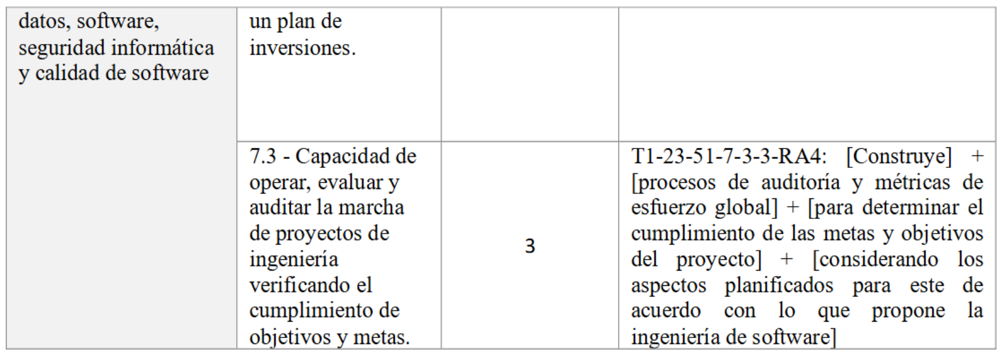 datos, software,
seguridad informática
y calidad de software
un plan de
inversiones.
7.3 - Capacidad de
operar, evaluar y
auditar la marcha
de proyectos de
ingeniería
verificando el
cumplimiento de
objetivos y metas.
3
T1-23-51-7-3-3-RA4: [Construye] +
[procesos de auditoría y métricas de
esfuerzo global] + [para determinar el
cumplimiento de las metas y objetivos
del proyecto] + [considerando los
aspectos planificados para este de
acuerdo con lo que propone la
ingeniería de software]